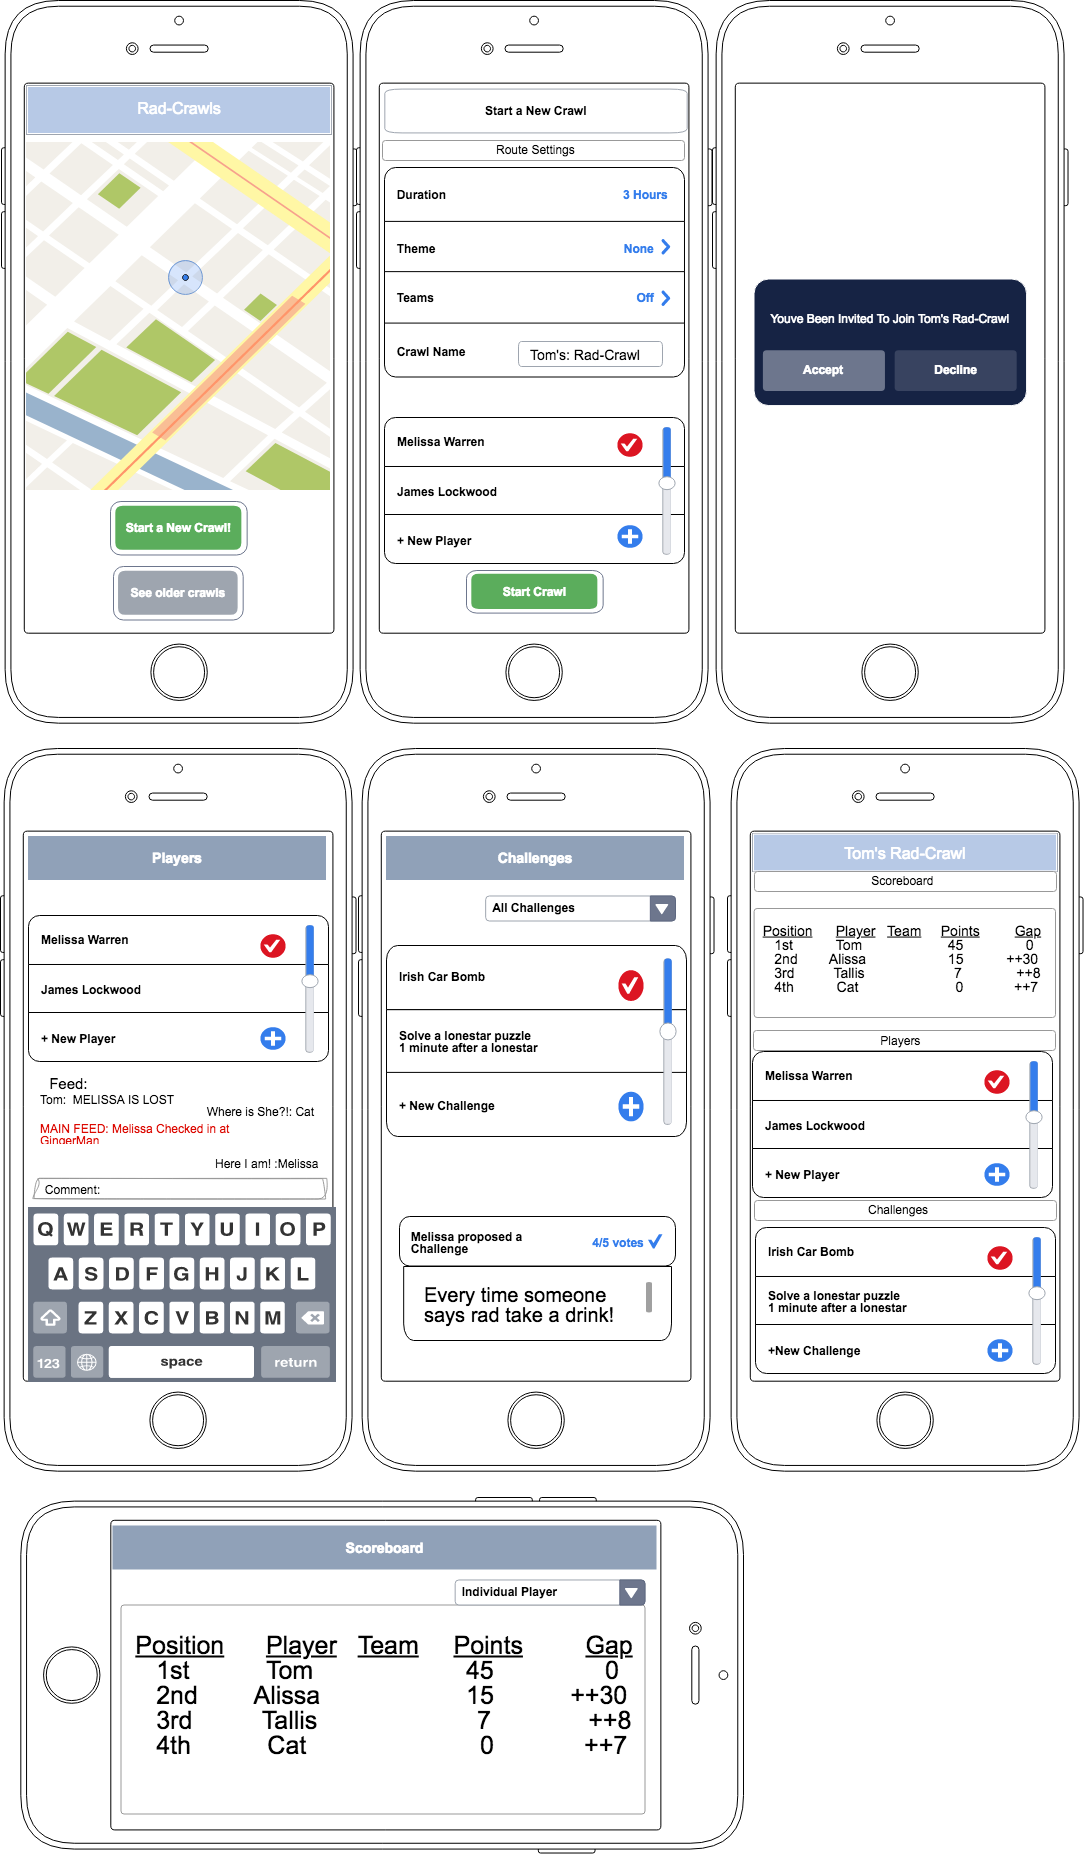 Rad-Crawls
Start a New Crawl!
See older crawls
Start a New Crawl
Route Settings
Duration 3 Hours
Theme None
Teams Off
Crawl Name Tom's: Rad-Crawl
Melissa Warren
James Lockwood
+ New Player
Start Crawl
Youve Been Invited To Join Tom's Rad-Crawl
Accept Decline
Players
Melissa Warren
James Lockwood
+ New Player
Feed:
Tom: MELISSA IS LOST
Where is She?!: Cat
MAIN FEED: Melissa Checked in at
GingerMan
Here I am! :Melissa
Comment:
Q W E R T Y U I O P
A S D F G H J K L
Z X C V B N M
123 space return
Challenges
All Challenges
Irish Car Bomb
Solve a lonestar puzzle
1 minute after a lonestar
+ New Challenge
Melissa proposed a
Challenge
4/5 votes
Every time someone
says rad take a drink!
Tom's Rad-Crawl
Scoreboard
Position Player Team Points Gap
1st Tom 45 0
2nd Alissa 15 ++30
3rd Tallis 7 ++8
4th Cat 0 ++7
Players
Melissa Warren
James Lockwood
+ New Player
Challenges
Irish Car Bomb
Solve a lonestar puzzle
1 minute after a lonestar
+New Challenge
Scoreboard
Individual Player
Position Player Team Points Gap
1st Tom 45 0
2nd Alissa 15 ++30
3rd Tallis 7 ++8
4th Cat 0 ++7